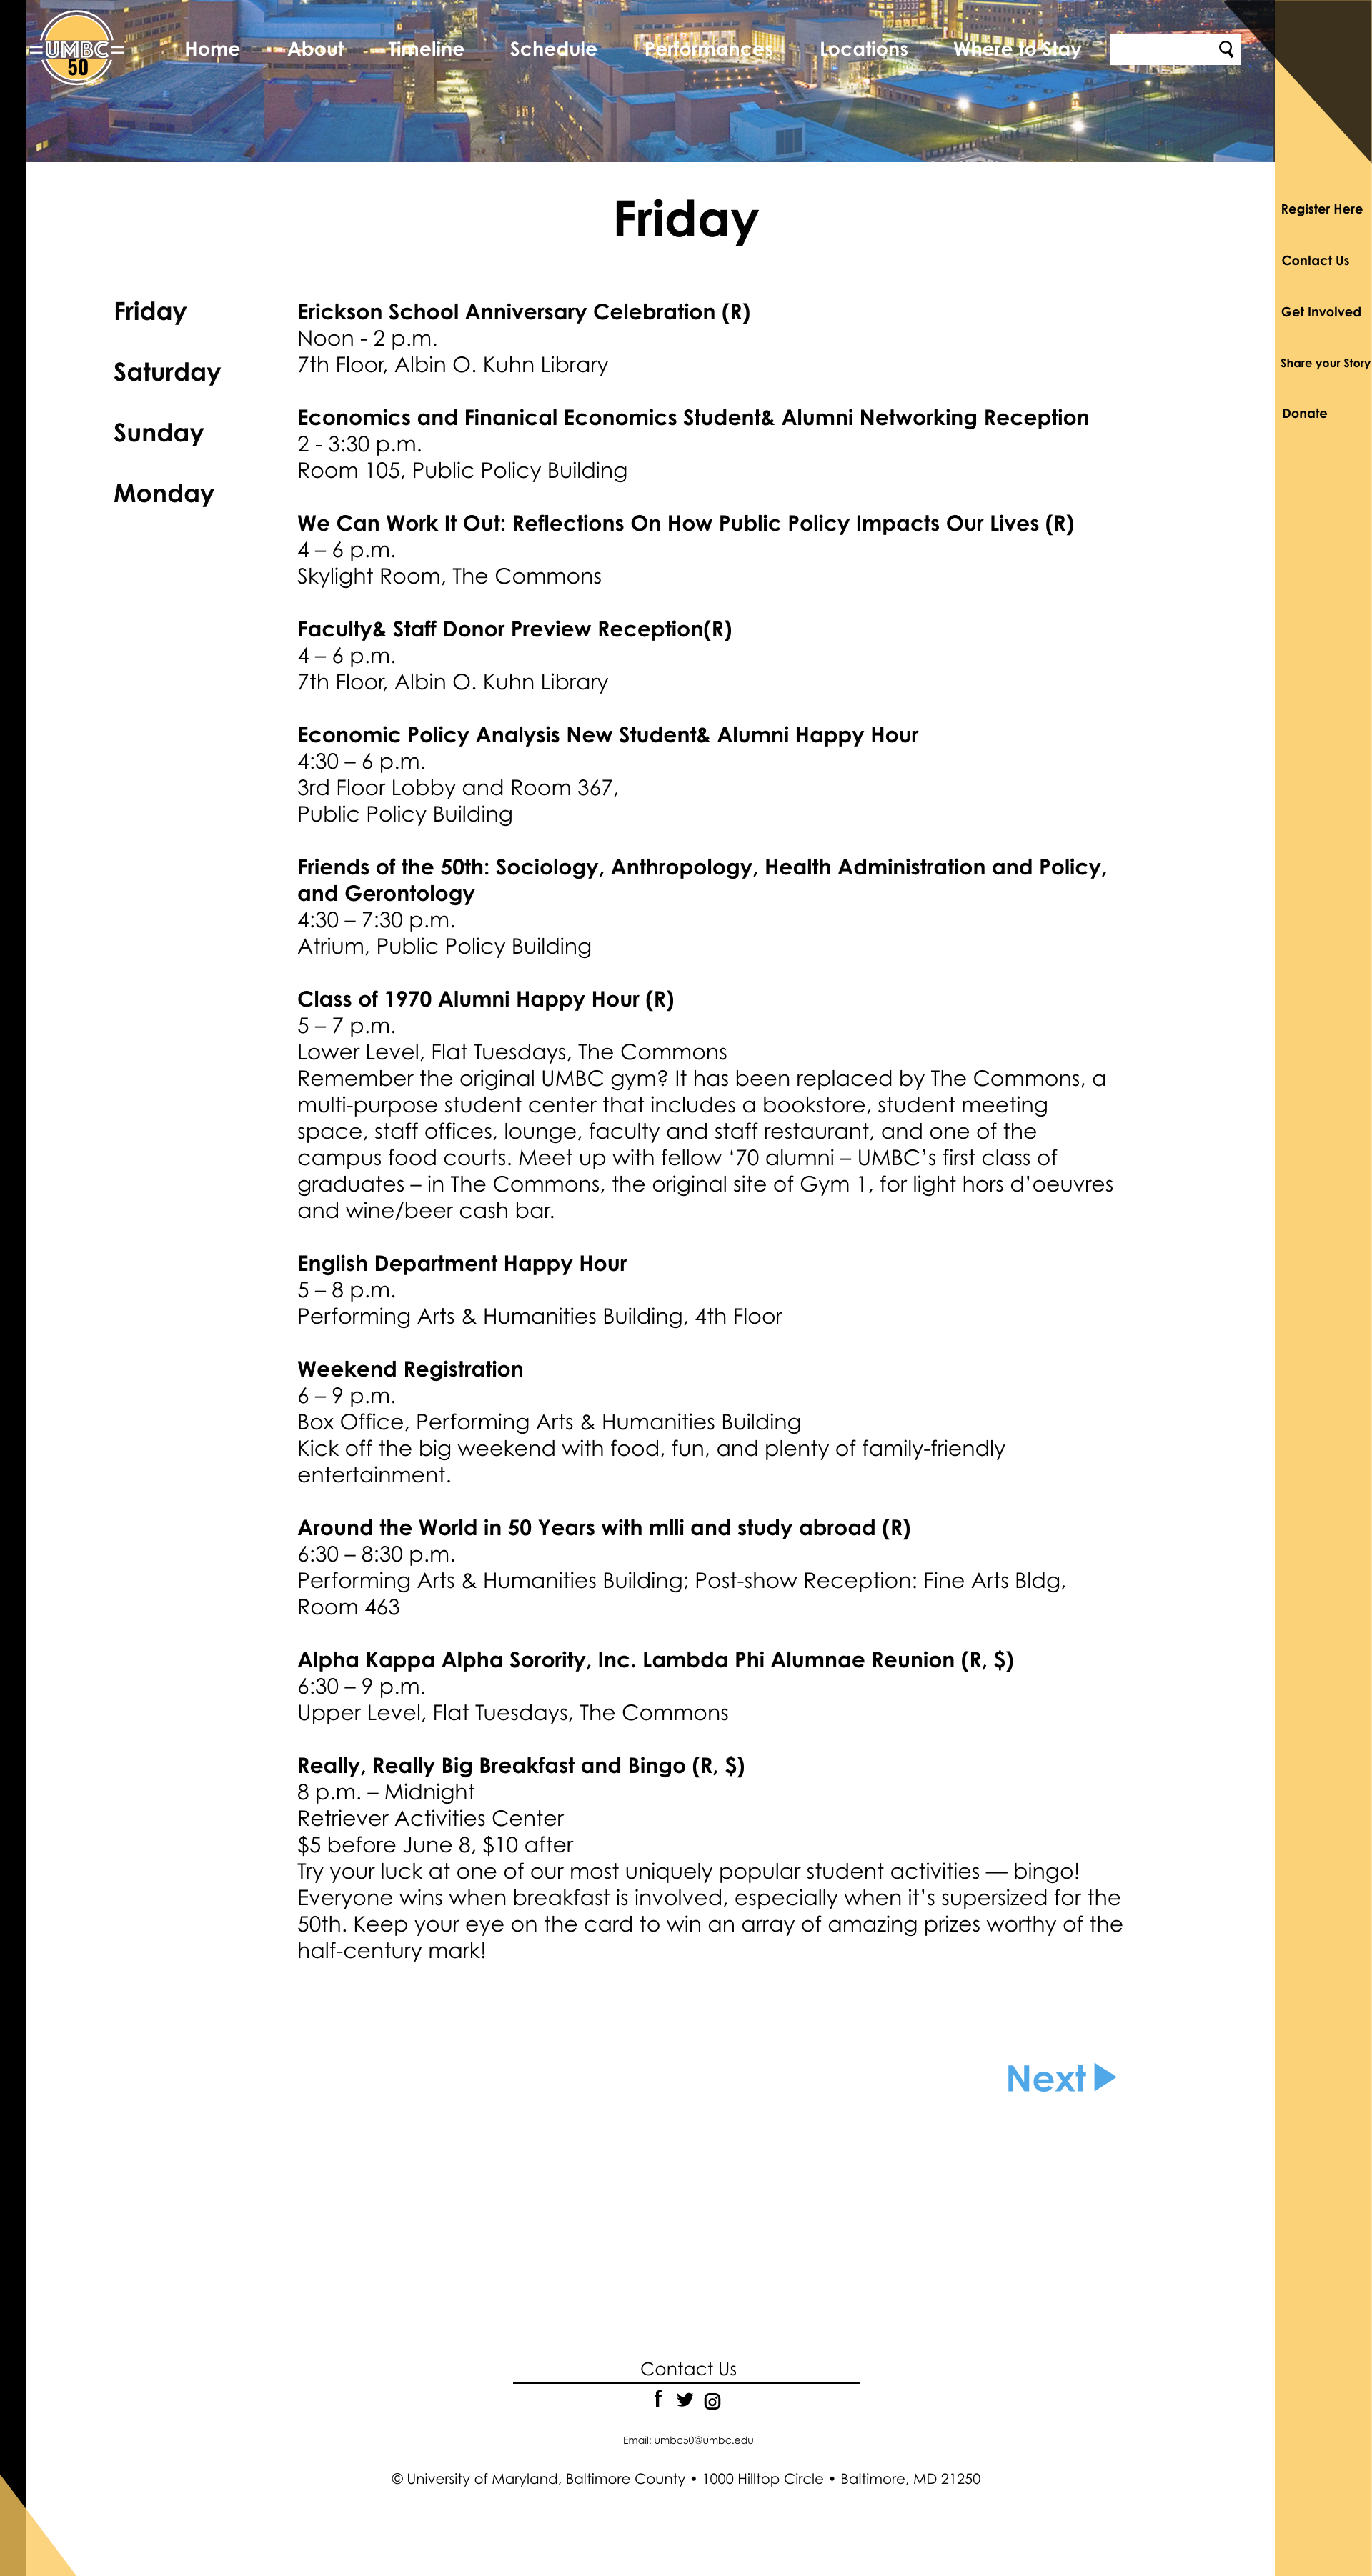 UMBC
50
Home About Timeline Schedule Performances Locations Where to Stay
Register Here
Contact Us
Get Involved
Share your Story
Donate
Friday
Friday
Saturday
Sunday
Monday
Erickson School Anniversary Celebration (R)
Noon - 2 p.m.
7th Floor, Albin O. Kuhn Library
Economics and Finanical Economics Student& Alumni Networking Reception
2 - 3:30 p.m.
Room 105, Public Policy Building
We Can Work It Out: Reflections On How Public Policy Impacts Our Lives (R)
4 – 6 p.m.
Skylight Room, The Commons
Faculty& Staff Donor Preview Reception(R)
4 – 6 p.m.
7th Floor, Albin O. Kuhn Library
Economic Policy Analysis New Student& Alumni Happy Hour
4:30 – 6 p.m.
3rd Floor Lobby and Room 367,
Public Policy Building
Friends of the 50th: Sociology, Anthropology, Health Administration and Policy,
and Gerontology
4:30 – 7:30 p.m.
Atrium, Public Policy Building
Class of 1970 Alumni Happy Hour (R)
5 – 7 p.m.
Lower Level, Flat Tuesdays, The Commons
Remember the original UMBC gym? It has been replaced by The Commons, a
multi-purpose student center that includes a bookstore, student meeting
space, staff offices, lounge, faculty and staff restaurant, and one of the
campus food courts. Meet up with fellow ‘70 alumni – UMBC’s first class of
graduates – in The Commons, the original site of Gym 1, for light hors d’oeuvres
and wine/beer cash bar.
English Department Happy Hour
5 – 8 p.m.
Performing Arts & Humanities Building, 4th Floor
Weekend Registration
6 – 9 p.m.
Box Office, Performing Arts & Humanities Building
Kick off the big weekend with food, fun, and plenty of family-friendly
entertainment.
Around the World in 50 Years with mlli and study abroad (R)
6:30 – 8:30 p.m.
Performing Arts & Humanities Building; Post-show Reception: Fine Arts Bldg,
Room 463
Alpha Kappa Alpha Sorority, Inc. Lambda Phi Alumnae Reunion (R, $)
6:30 – 9 p.m.
Upper Level, Flat Tuesdays, The Commons
Really, Really Big Breakfast and Bingo (R, $)
8 p.m. – Midnight
Retriever Activities Center
$5 before June 8, $10 after
Try your luck at one of our most uniquely popular student activities — bingo!
Everyone wins when breakfast is involved, especially when it’s supersized for the
50th. Keep your eye on the card to win an array of amazing prizes worthy of the
half-century mark!
Next
Contact Us
Email: umbc50@umbc.edu
© University of Maryland, Baltimore County • 1000 Hilltop Circle • Baltimore, MD 21250